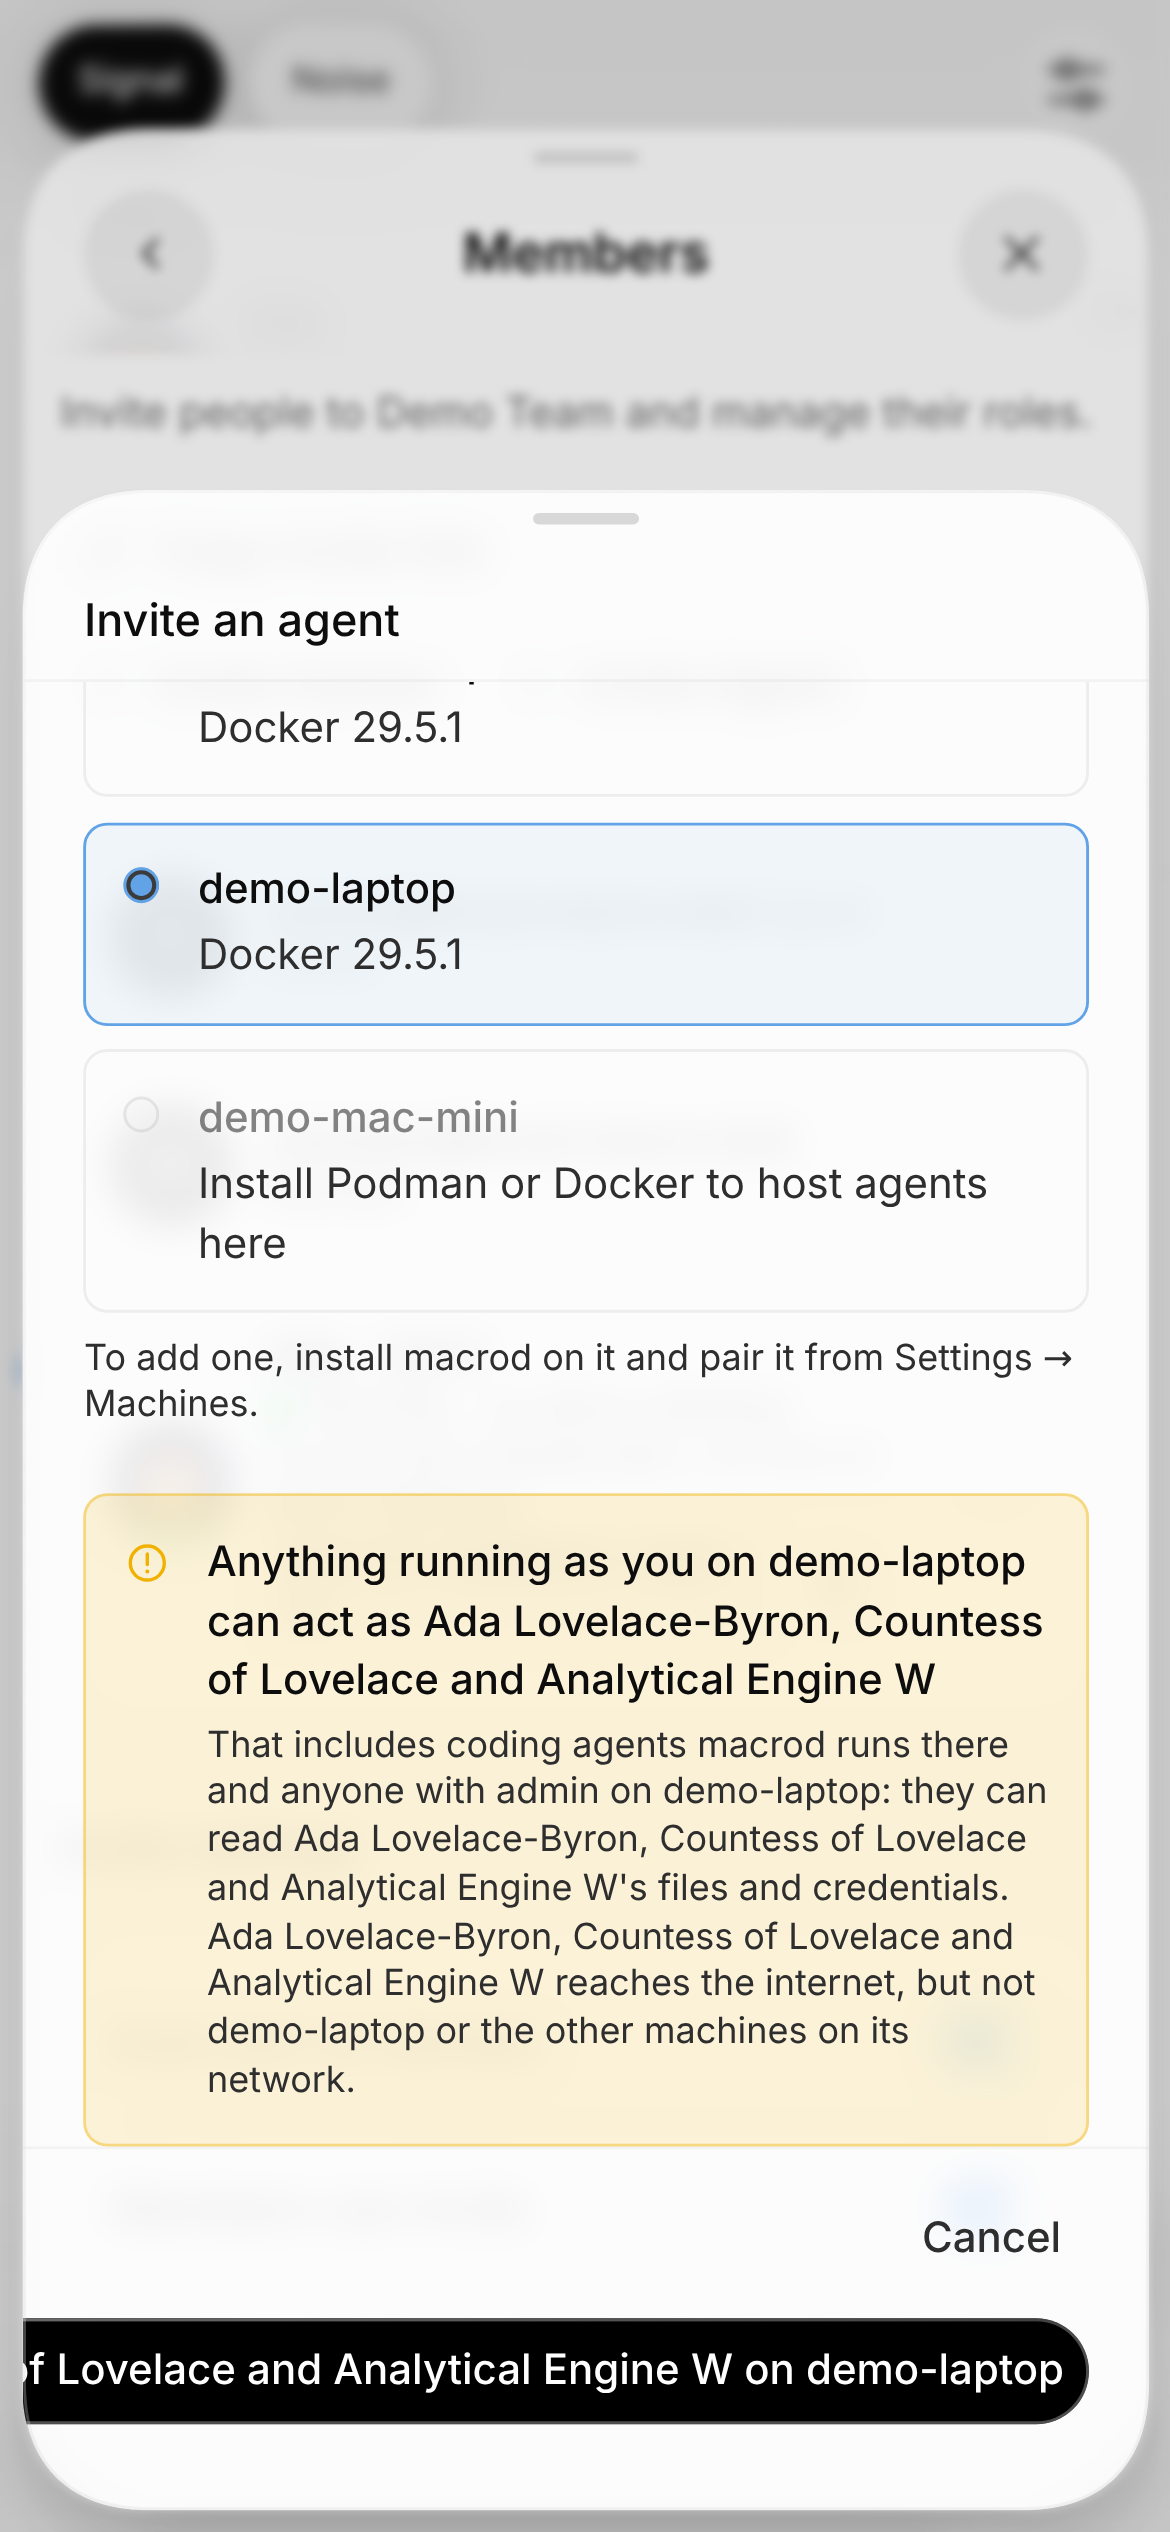 Signal
Noise
Members
Invite people to Demo Team and manage their roles.
Invite an agent
Docker 29.5.1
demo-laptop
Docker 29.5.1
demo-mac-mini
Install Podman or Docker to host agents
here
To add one, install macrod on it and pair it from Settings →
Machines.
Anything running as you on demo-laptop
can act as Ada Lovelace-Byron, Countess
of Lovelace and Analytical Engine W
That includes coding agents macrod runs there
and anyone with admin on demo-laptop: they can
read Ada Lovelace-Byron, Countess of Lovelace
and Analytical Engine W's files and credentials.
Ada Lovelace-Byron, Countess of Lovelace and
Analytical Engine W reaches the internet, but not
demo-laptop or the other machines on its
network.
Cancel
of Lovelace and Analytical Engine W on demo-laptop